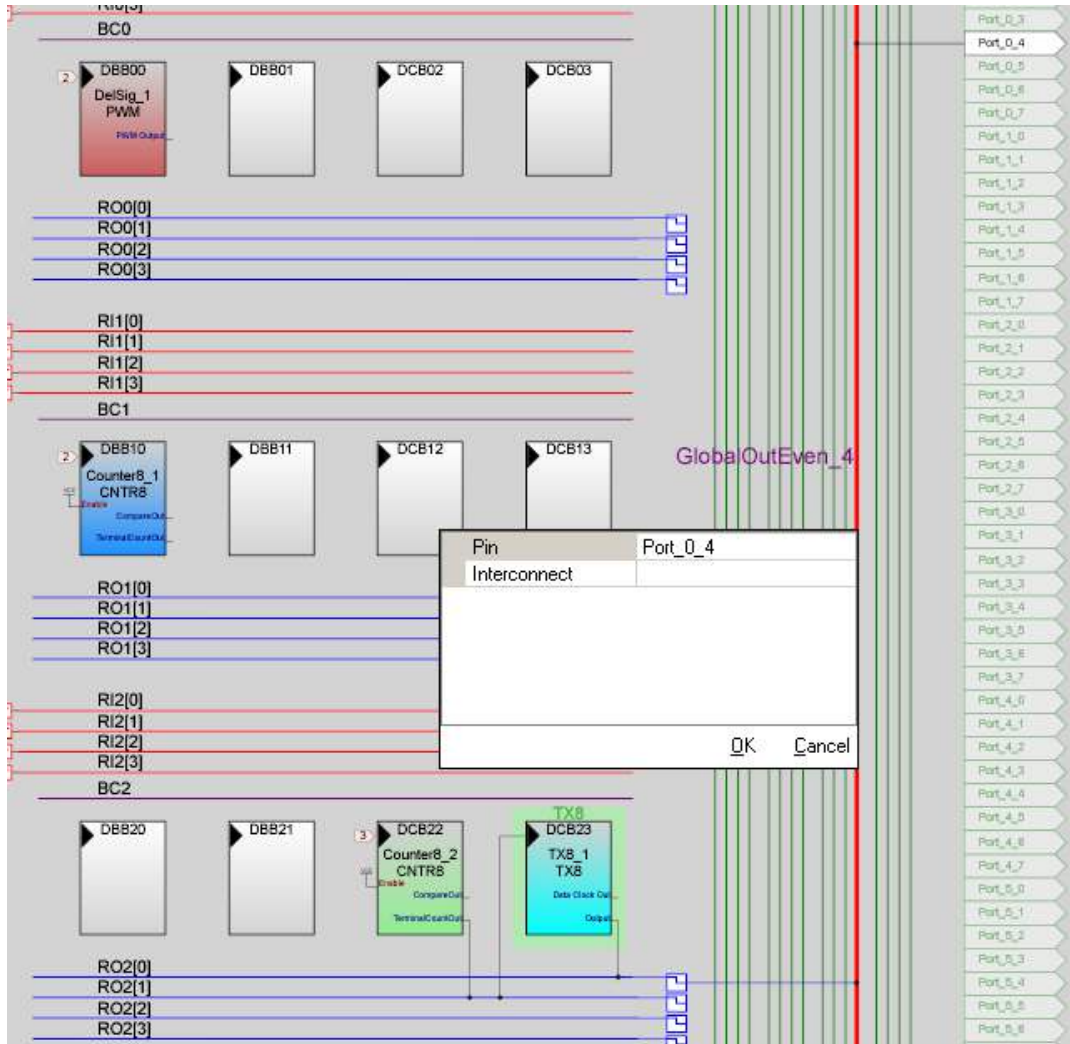 RI0[3]
BC0
Port_0_3
Port_0_4
Port_0_5
Port_0_6
Port_0_7
Port_1_0
Port_1_1
Port_1_2
Port_1_3
Port_1_4
Port_1_5
Port_1_6
Port_1_7
Port_2_0
Port_2_1
Port_2_2
Port_2_3
Port_2_4
Port_2_5
Port_2_6
Port_2_7
Port_3_0
Port_3_1
Port_3_2
Port_3_3
Port_3_4
Port_3_5
Port_3_6
Port_3_7
Port_4_0
Port_4_1
Port_4_2
Port_4_3
Port_4_4
Port_4_5
Port_4_6
Port_4_7
Port_5_0
Port_5_1
Port_5_2
Port_5_3
Port_5_4
Port_5_5
Port_5_6
2
DBB00
DelSig_1
PWM
PWM Output
DBB01
DCB02
DCB03
RO0[0]
RO0[1]
RO0[2]
RO0[3]
RI1[0]
RI1[1]
RI1[2]
RI1[3]
BC1
2
DBB10
Counter8_1
CNTR8
Enable
CompareOut
TerminalCountOut
DBB11
DCB12
DCB13
GlobalOutEven_4
Pin Port_0_4
Interconnect
OK Cancel
RO1[0]
RO1[1]
RO1[2]
RO1[3]
RI2[0]
RI2[1]
RI2[2]
RI2[3]
BC2
DBB20
DBB21
3
DCB22
Counter8_2
CNTR8
Enable
CompareOut
TerminalCountOut
TX8
DCB23
TX8_1
TX8
Data Clock Out
Output
RO2[0]
RO2[1]
RO2[2]
RO2[3]